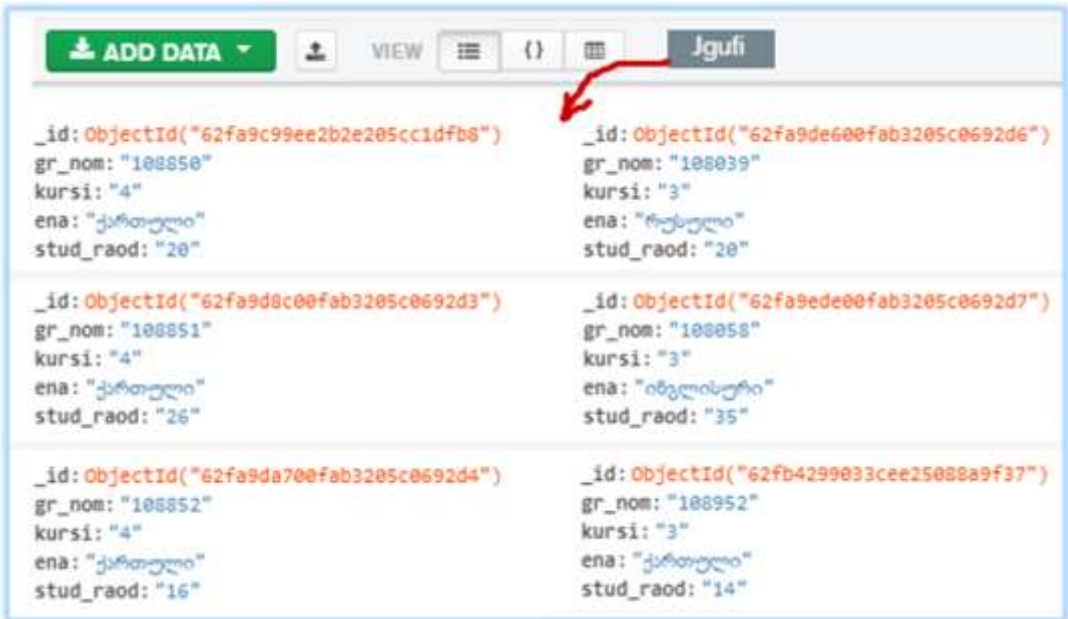 ADD DATA VIEW {} Jgufi
_id: ObjectId("62fa9c99ee2b2e205cc1dfb8")
gr_nom: "108850"
kursi: "4"
ena: "ქართული"
stud_raod: "20"
_id: ObjectId("62fa9d8c00fab3205c0692d3")
gr_nom: "108851"
kursi: "4"
ena: "ქართული"
stud_raod: "26"
_id: ObjectId("62fa9da700fab3205c0692d4")
gr_nom: "108852"
kursi: "4"
ena: "ქართული"
stud_raod: "16"
_id: ObjectId("62fa9de600fab3205c0692d6")
gr_nom: "108039"
kursi: "3"
ena: "რუსული"
stud_raod: "20"
_id: ObjectId("62fa9ede00fab3205c0692d7")
gr_nom: "108058"
kursi: "3"
ena: "ინგლისური"
stud_raod: "35"
_id: ObjectId("62fb4299033cee25088a9f37")
gr_nom: "108952"
kursi: "3"
ena: "ქართული"
stud_raod: "14"